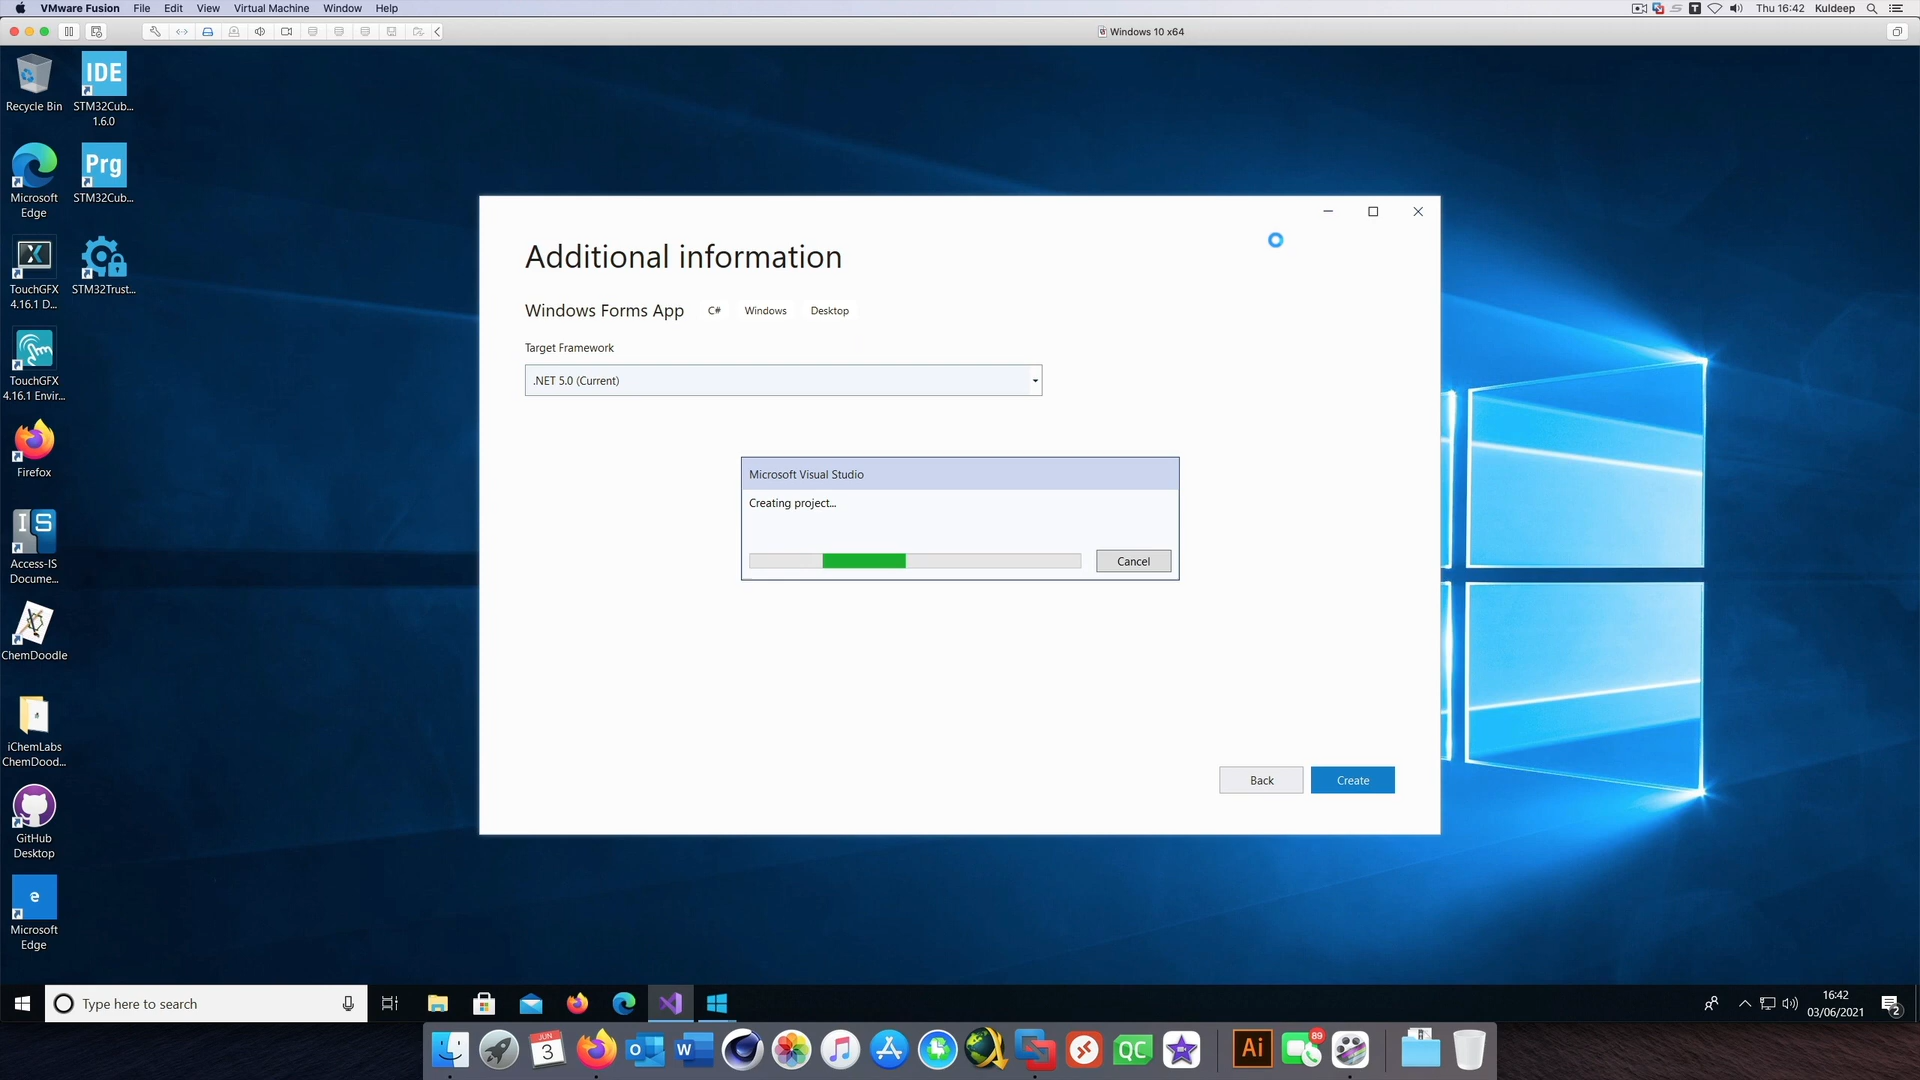 VMware Fusion File Edit View Virtual Machine Window Help
Thu 16:42 Kuldeep
Windows 10 x64
Recycle Bin
IDE
STM32Cub...
1.6.0
Microsoft
Edge
Prg
STM32Cub...
TouchGFX
4.16.1 D...
STM32Trust...
TouchGFX
4.16.1 Envir...
Firefox
IS
Access-IS
Docume...
ChemDoodle
iChemLabs
ChemDood...
GitHub
Desktop
e
Microsoft
Edge
Additional information
Windows Forms App C# Windows Desktop
Target Framework
.NET 5.0 (Current)
Microsoft Visual Studio
Creating project...
Cancel
Back
Create
Type here to search
16:42
03/06/2021
2
JUN
3
O
W
QC
Ai
89